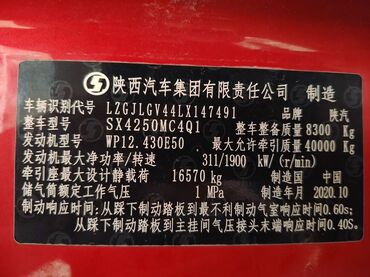 陕西汽车集团有限责任公司 制造
车辆识别代号 LZGJLGV44LX147491 品牌 陕汽
整车型号 SX4250MC4Q1 整车整备质量 8300 Kg
发动机型号 WP12.430E50 最大允许牵引质量 40000 Kg
发动机最大净功率/转速 311/1900 kW/(r/min)
牵引座最大设计静载荷 16570 kg 制造国 中国
储气筒额定工作气压 1 MPa 制造年月 2020.10
制动响应时间:从踩下制动踏板到最不利制动气室响应时间0.60s;
从踩下制动踏板到主挂间气压接头末端响应时间0.40S.